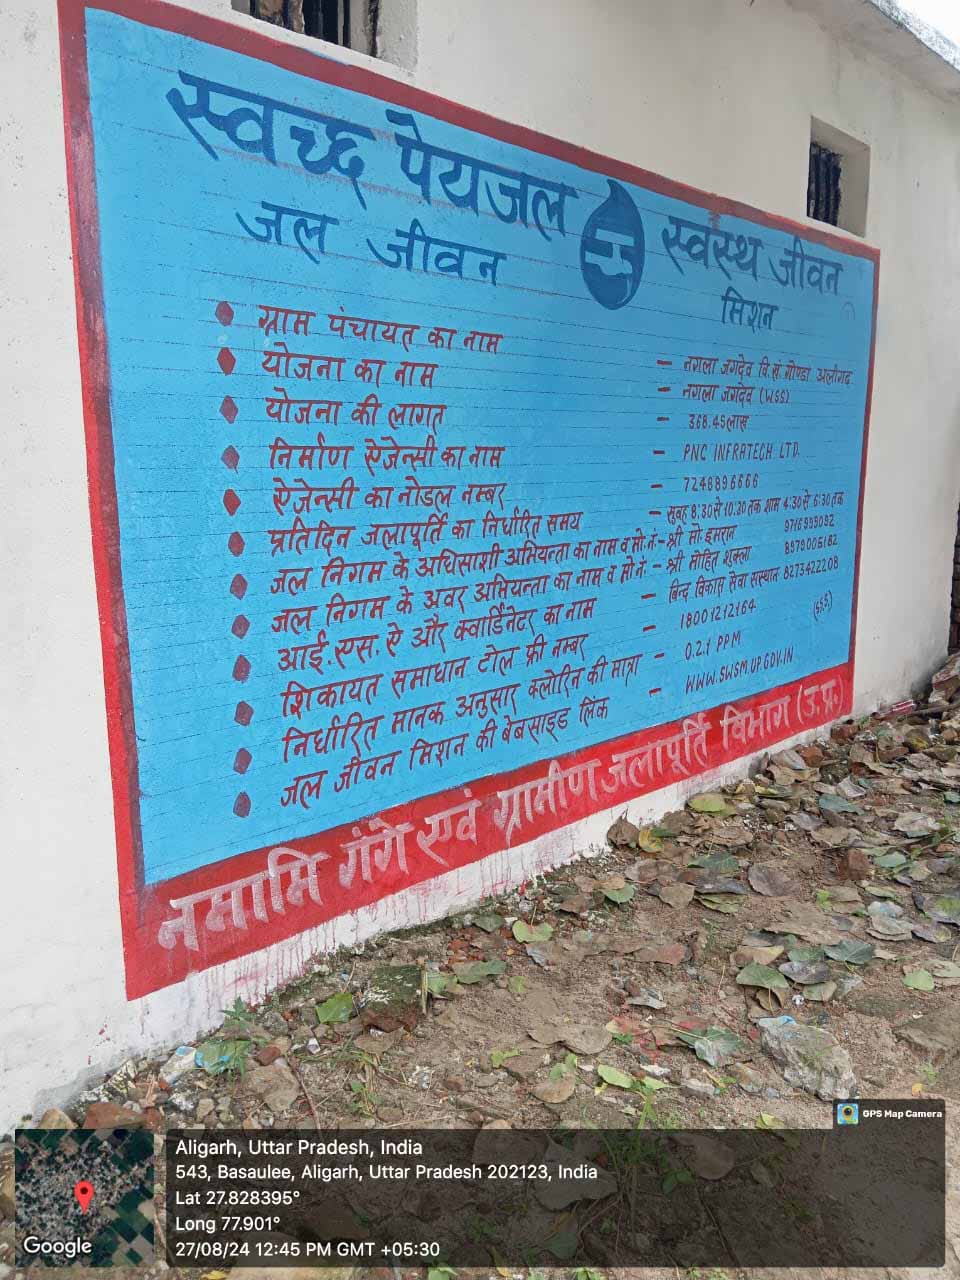 स्वच्छ पेयजल स्वस्थ जीवन
जल जीवन मिशन
ग्राम पंचायत का नाम – नगला जगदेव वि.खं. गोण्डा अलीगढ़
योजना का नाम – नगला जगदेव (WSS)
योजना की लागत – 368.45 लाख
निर्माण ऐजेन्सी का नाम – PNC INFRATECH LTD.
ऐजेन्सी का नोडल नम्बर – 7248896666
प्रतिदिन जलापूर्ति का निर्धारित समय – सुबह 8:30 से 10:30 तक शाम 4:30 से 6:30 तक
जल निगम के अधिसाशी अभियन्ता का नाम व मो.नं.– श्री मो. इमरान 9716999092
जल निगम के अवर अभियन्ता का नाम व मो.नं. – श्री मोहित शुक्ला 8979005182
आई.एस.ऐ और क्वार्डिनेटर का नाम – बिन्द विकास सेवा सस्थान 8273422208
शिकायत समाधान टोल फ्री नम्बर – 18001212164
निर्धारित मानक अनुसार क्लोरिन की मात्रा – 0.2.1 PPM
जल जीवन मिशन की बेबसाइड लिंक – WWW.SWSM.UP.GOV.IN
नमामि गंगे एवं ग्रामीण जलापूर्ति विभाग (उ.प्र.)
GPS Map Camera
Aligarh, Uttar Pradesh, India
543, Basaulee, Aligarh, Uttar Pradesh 202123, India
Lat 27.828395°
Long 77.901°
27/08/24 12:45 PM GMT +05:30
Google